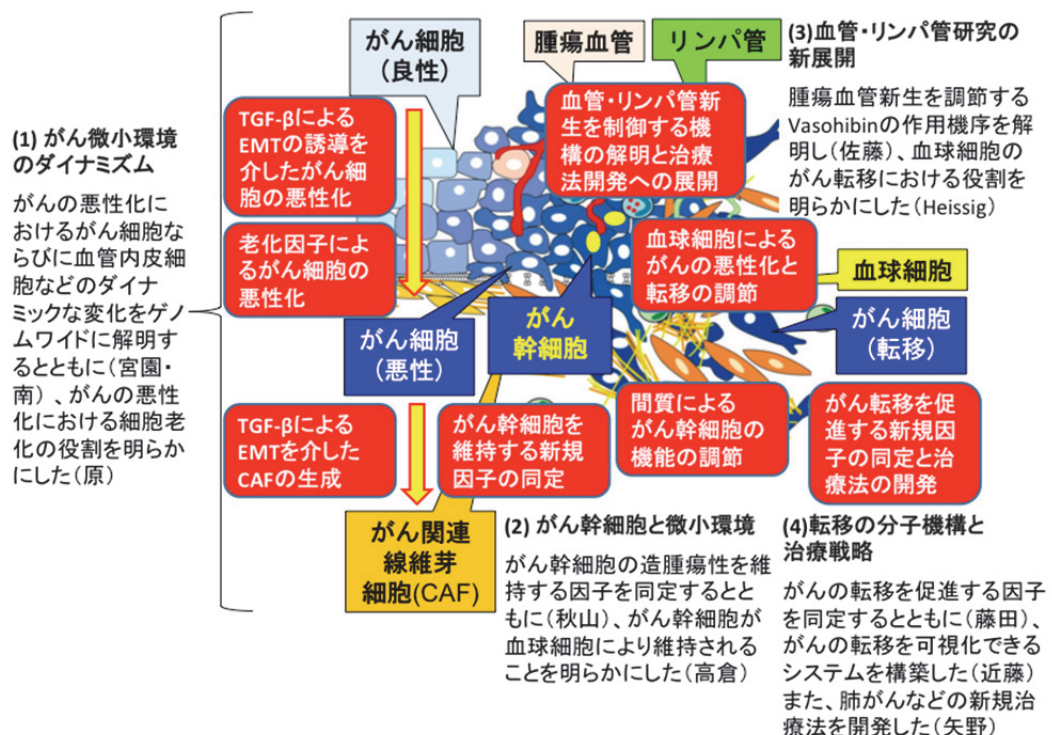 (1) がん微小環境
のダイナミズム
がんの悪性化に
おけるがん細胞な
らびに血管内皮細
胞などのダイナ
ミックな変化をゲノ
ムワイドに解明す
るとともに(宮園・
南)、がんの悪性
化における細胞老
化の役割を明らか
にした(原)
がん細胞
(良性)
腫瘍血管
リンパ管
TGF-βによる
EMTの誘導を
介したがん細
胞の悪性化
老化因子によ
るがん細胞の
悪性化
血管・リンパ管新
生を制御する機
構の解明と治療
法開発への展開
血球細胞による
がんの悪性化と
転移の調節
血球細胞
がん細胞
(悪性)
がん
幹細胞
がん細胞
(転移)
TGF-βによる
EMTを介した
CAFの生成
がん幹細胞を
維持する新規
因子の同定
間質による
がん幹細胞の
機能の調節
がん転移を促
進する新規因
子の同定と治
療法の開発
がん関連
線維芽
細胞(CAF)
(2) がん幹細胞と微小環境
がん幹細胞の造腫瘍性を維
持する因子を同定するとと
もに(秋山)、がん幹細胞が
血球細胞により維持される
ことを明らかにした(高倉)
(3)血管・リンパ管研究の
新展開
腫瘍血管新生を調節する
Vasohibinの作用機序を解
明し(佐藤)、血球細胞の
がん転移における役割を
明らかにした(Heissig)
(4)転移の分子機構と
治療戦略
がんの転移を促進する因子
を同定するとともに(藤田)、
がんの転移を可視化できる
システムを構築した(近藤)
また、肺がんなどの新規治
療法を開発した(矢野)